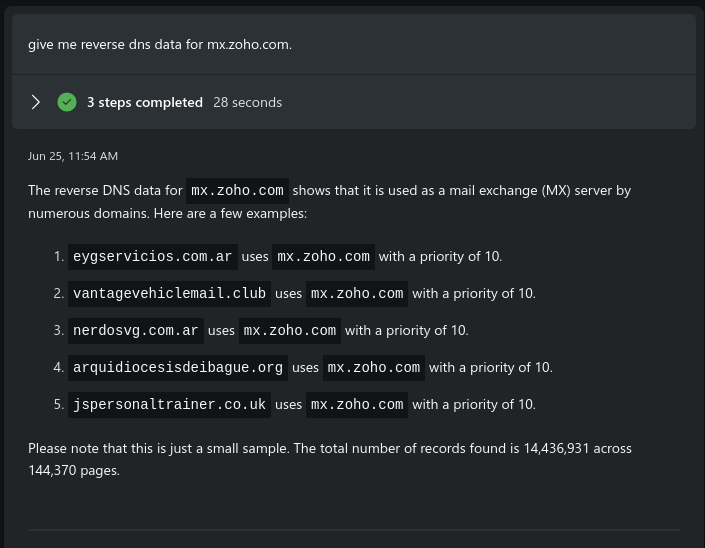 give me reverse dns data for mx.zoho.com.
3 steps completed 28 seconds
Jun 25, 11:54 AM
The reverse DNS data for mx.zoho.com shows that it is used as a mail exchange (MX) server by
numerous domains. Here are a few examples:
1. eygservicios.com.ar uses mx.zoho.com with a priority of 10.
2. vantagevehiclemail.club uses mx.zoho.com with a priority of 10.
3. nerdosvg.com.ar uses mx.zoho.com with a priority of 10.
4. arquidiocesisdeibague.org uses mx.zoho.com with a priority of 10.
5. jspersonaltrainer.co.uk uses mx.zoho.com with a priority of 10.
Please note that this is just a small sample. The total number of records found is 14,436,931 across
144,370 pages.